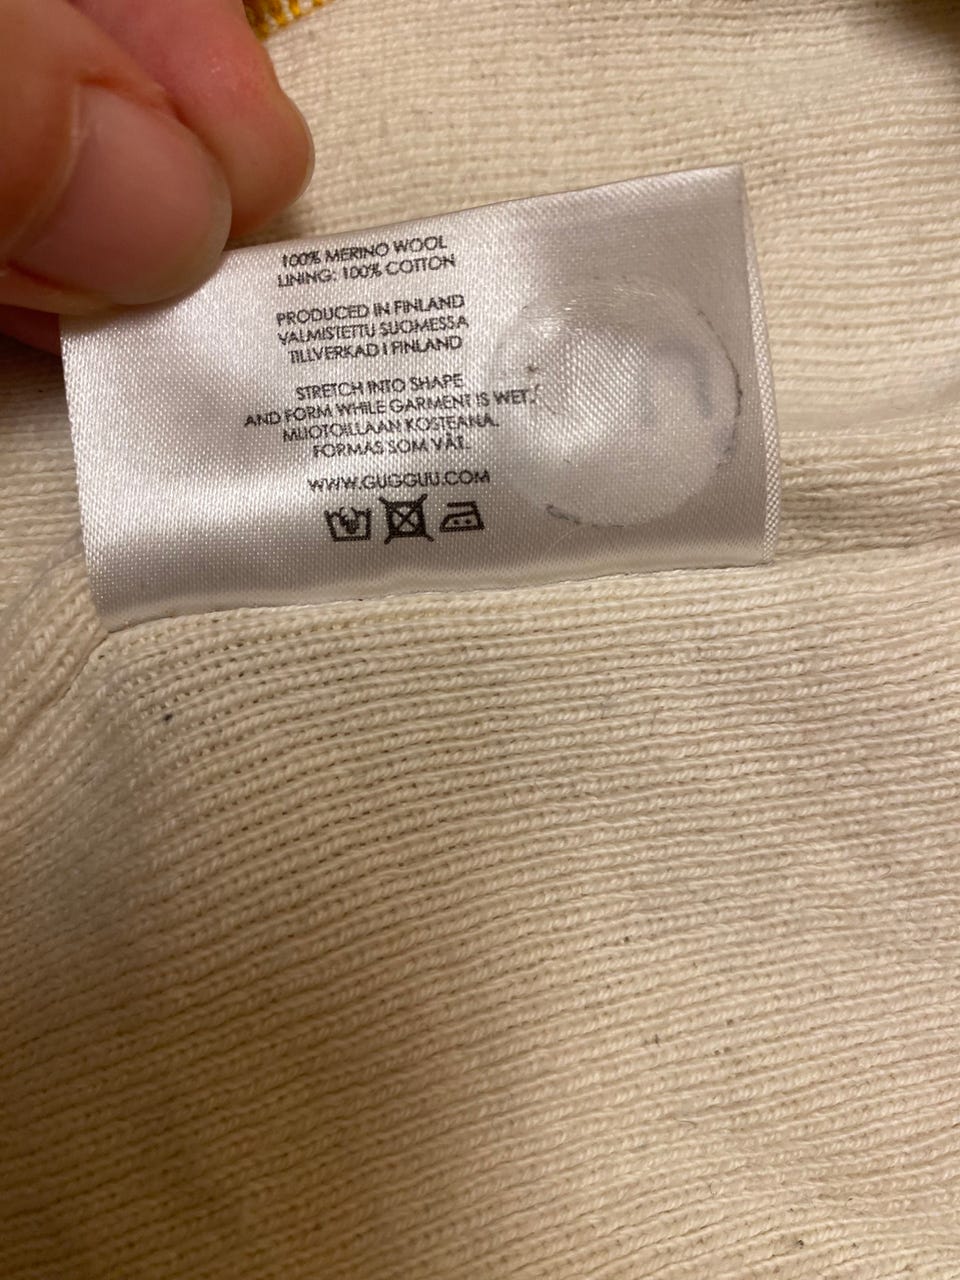 100% MERINO WOOL
LINING: 100% COTTON
PRODUCED IN FINLAND
VALMISTETTU SUOMESSA
TILLVERKAD I FINLAND
STRETCH INTO SHAPE
AND FORM WHILE GARMENT IS WET.
MUOTOILLAAN KOSTEANA.
FORMAS SOM VÅT.
WWW.GUGGUU.COM